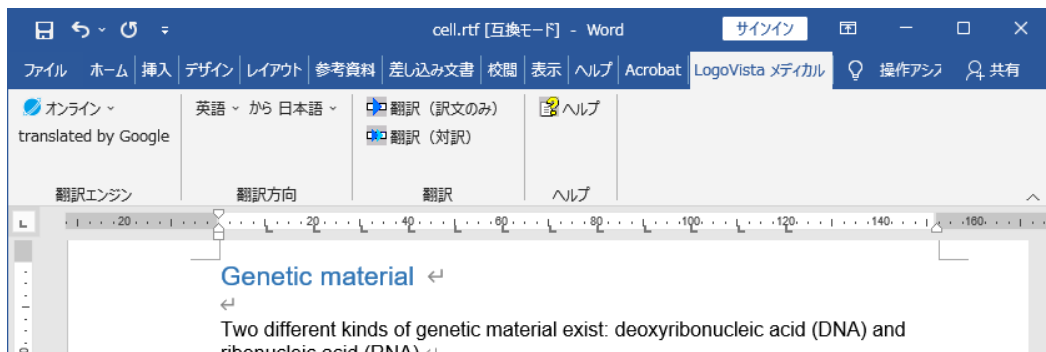 cell.rtf [互換モード] - Word サインイン
ファイル ホーム 挿入 デザイン レイアウト 参考資料 差し込み文書 校閲 表示 ヘルプ Acrobat LogoVista メディカル 操作アシス 共有
オンライン 英語 から 日本語 翻訳（訳文のみ） ヘルプ
translated by Google 翻訳（対訳）
翻訳エンジン 翻訳方向 翻訳 ヘルプ
20 20 40 60 80 100 120 140 160
Genetic material
Two different kinds of genetic material exist: deoxyribonucleic acid (DNA) and
ribonucleic acid (RNA)